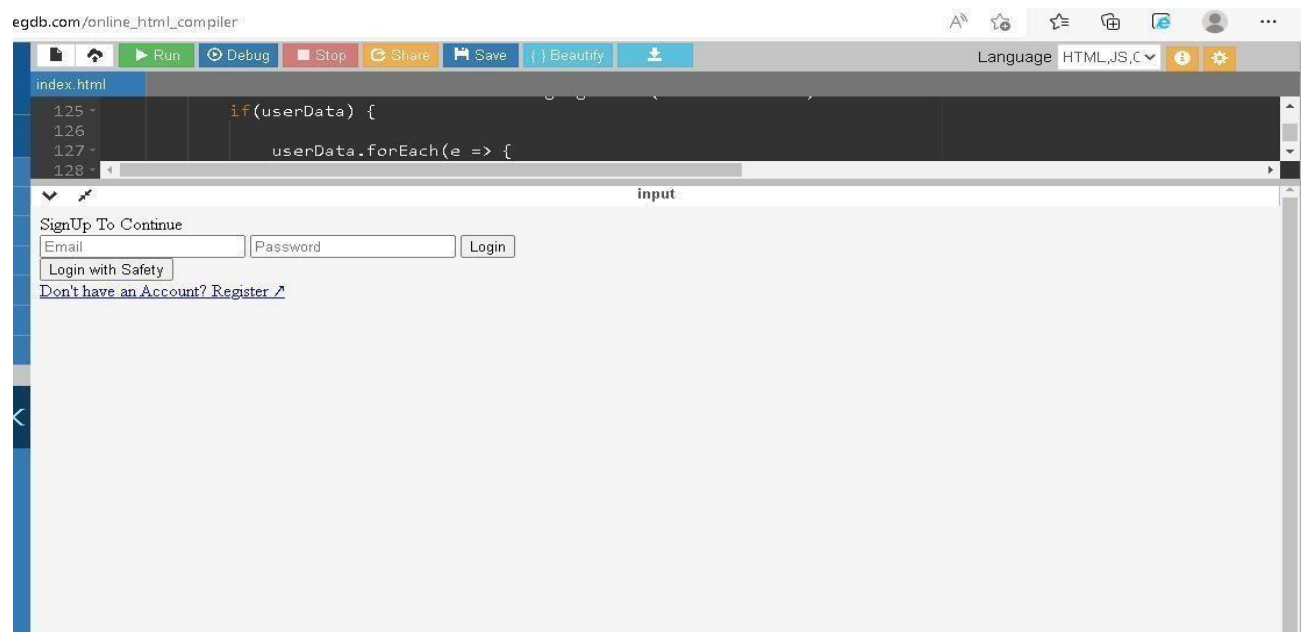 egdb.com/online_html_compiler
Run Debug Stop Share Save { } Beautify Language HTML,JS,C
index.html
125 if(userData) {
126
127 userData.forEach(e => {
128
input
SignUp To Continue
Email Password Login
Login with Safety
Don't have an Account? Register ↗